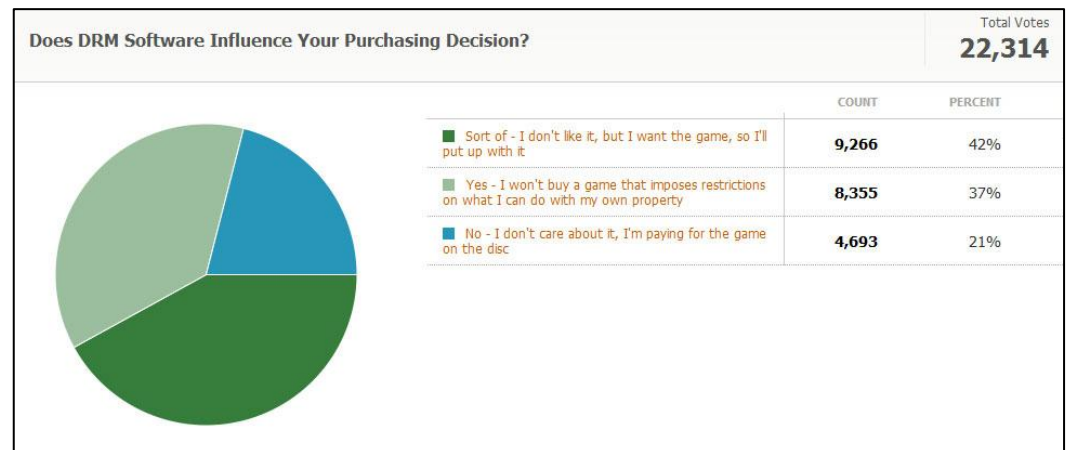 Does DRM Software Influence Your Purchasing Decision?
Total Votes
22,314
COUNT PERCENT
Sort of - I don't like it, but I want the game, so I'll
put up with it
9,266 42%
Yes - I won't buy a game that imposes restrictions
on what I can do with my own property
8,355 37%
No - I don't care about it, I'm paying for the game
on the disc
4,693 21%